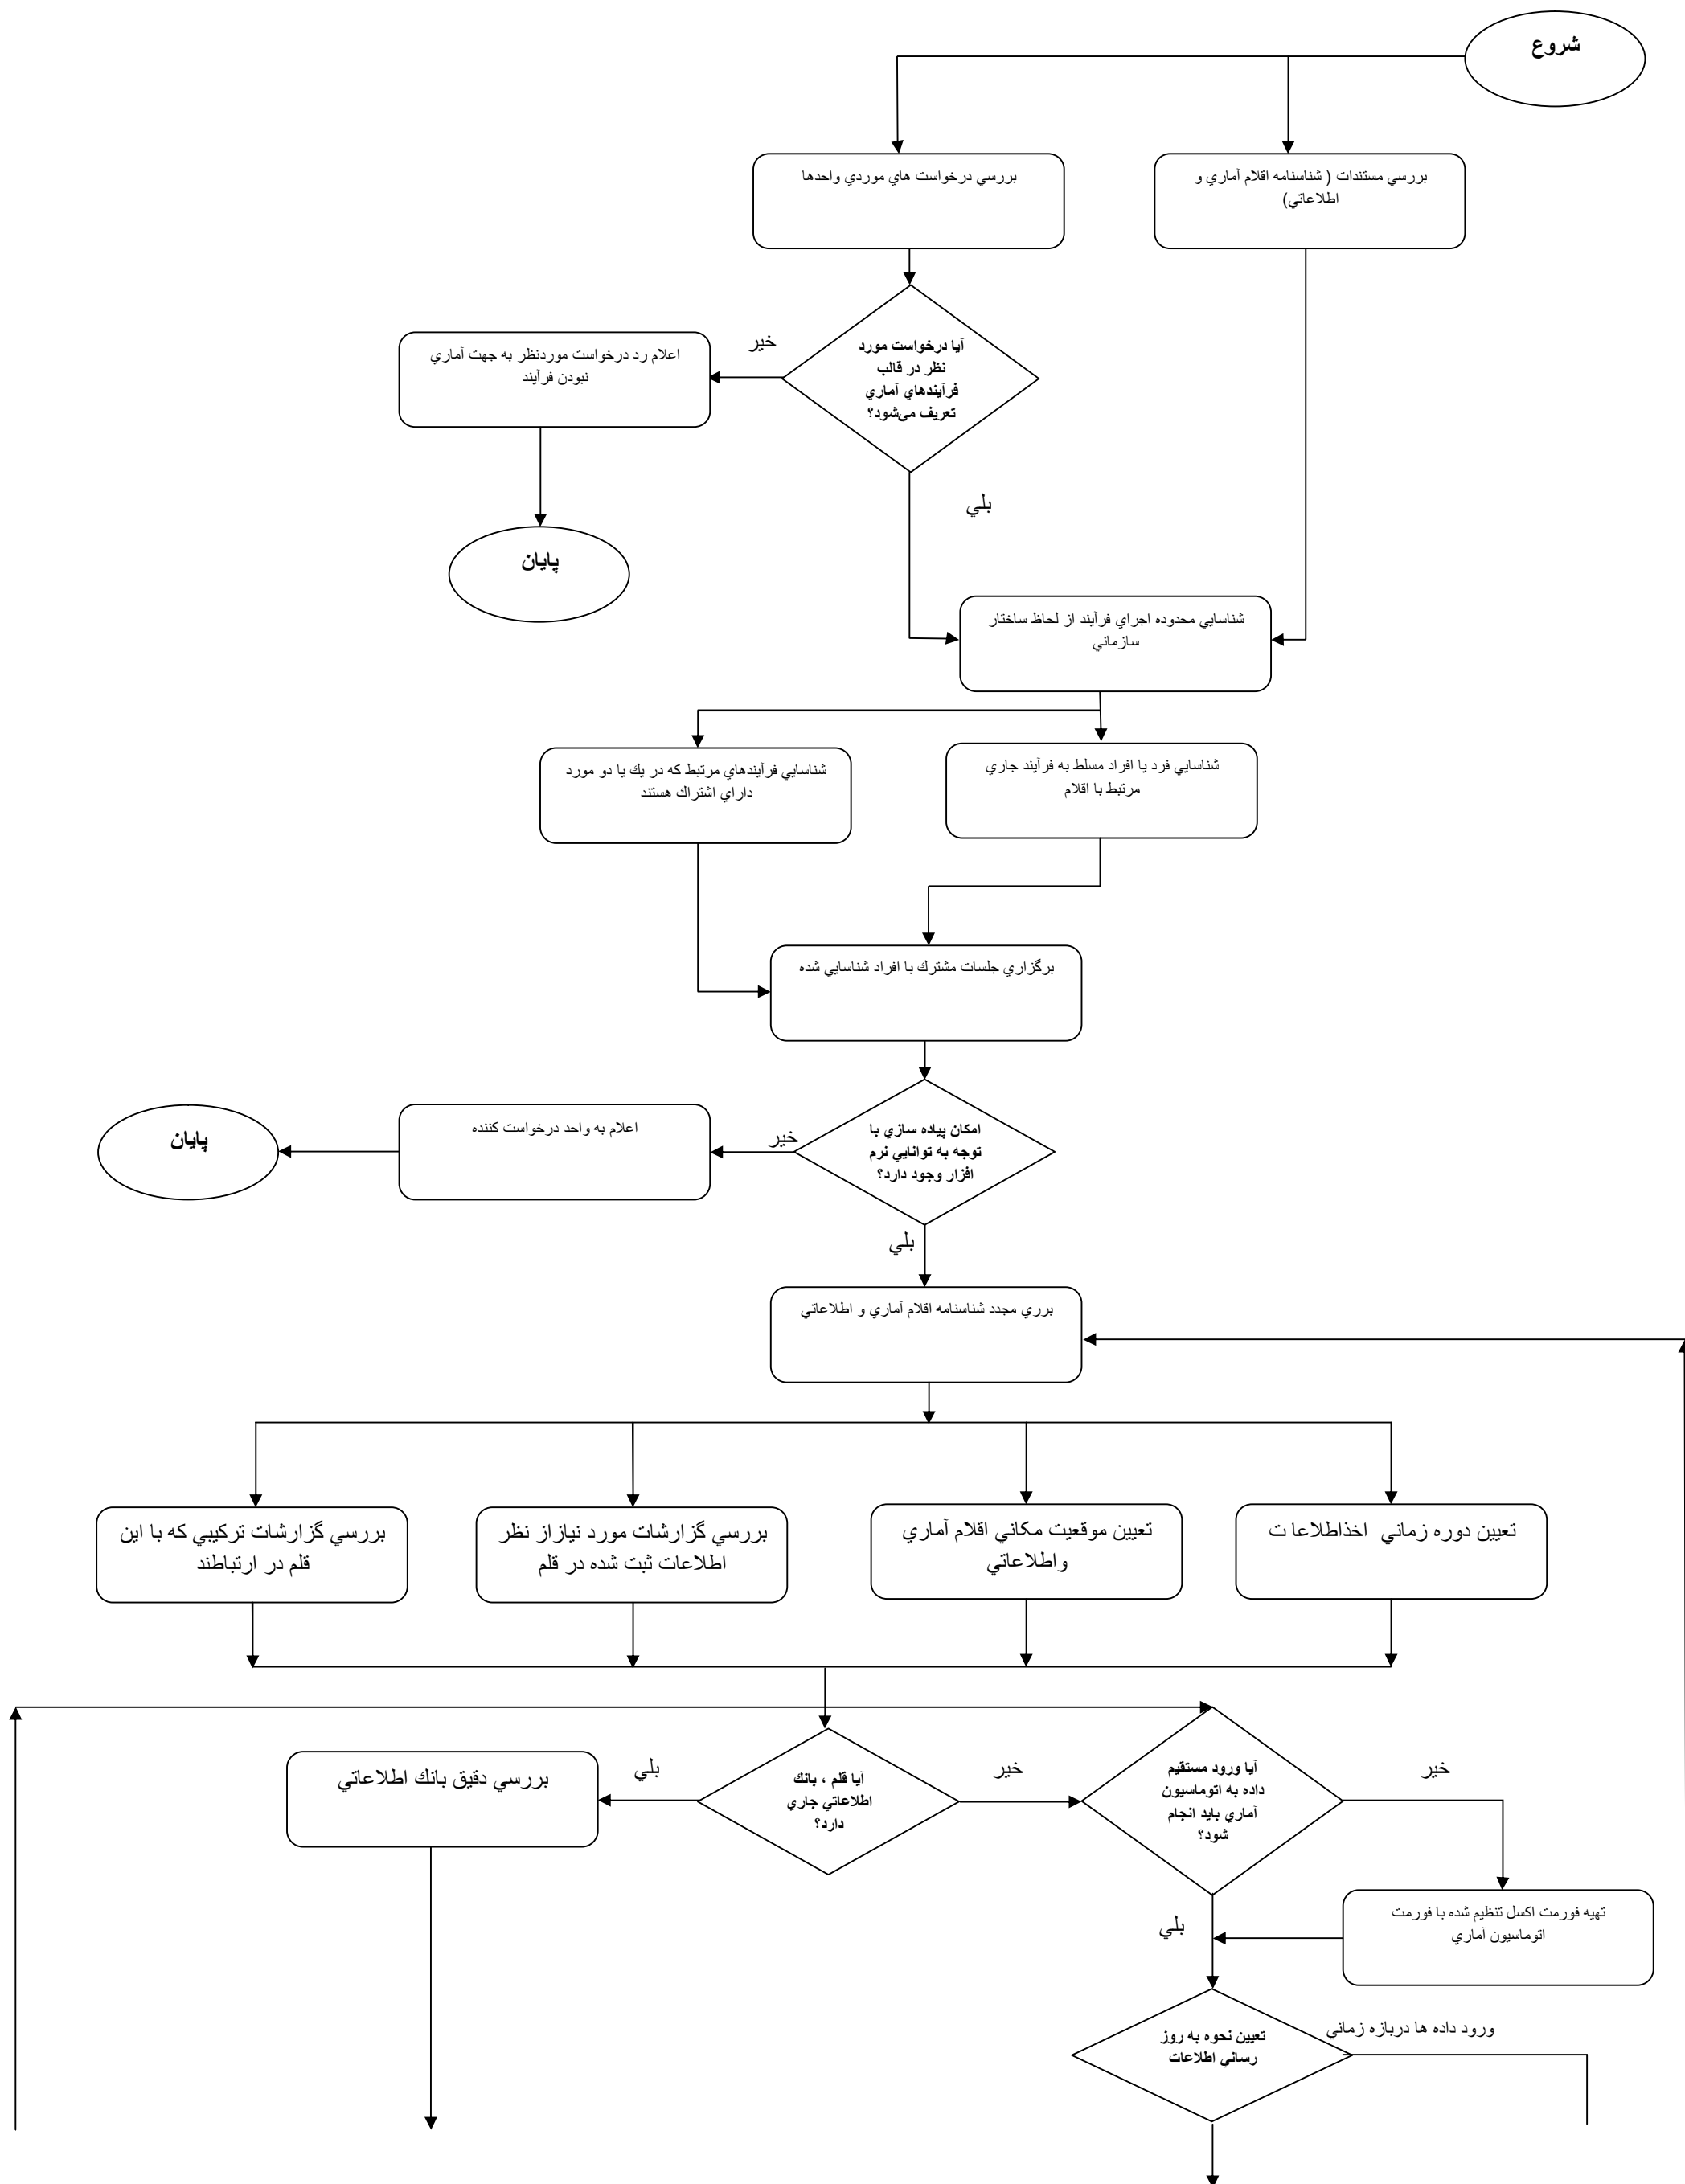 شروع
بررسي مستندات ( شناسنامه اقلام آماري و
اطلاعاتي)
بررسي درخواست هاي موردي واحدها
آيا درخواست مورد
نظر در قالب
فرآيندهاي آماري
تعريف می‌شود؟
خير
اعلام رد درخواست موردنظر به جهت آماري
نبودن فرآيند
پايان
بلي
شناسايي محدوده اجراي فرآيند از لحاظ ساختار
سازماني
شناسايي فرد يا افراد مسلط به فرآيند جاري
مرتبط با اقلام
شناسايي فرآيندهاي مرتبط كه در يك يا دو مورد
داراي اشتراك هستند
برگزاري جلسات مشترك با افراد شناسايي شده
امكان پياده سازي با
توجه به توانايي نرم
افزار وجود دارد؟
خير
اعلام به واحد درخواست كننده
پايان
بلي
برري مجدد شناسنامه اقلام آماري و اطلاعاتي
تعيين دوره زماني اخذاطلاعا ت
تعيين موقعيت مكاني اقلام آماري
واطلاعاتي
بررسي گزارشات مورد نيازاز نظر
اطلاعات ثبت شده در قلم
بررسي گزارشات تركيبي كه با اين
قلم در ارتباطند
آيا قلم ، بانك
اطلاعاتي جاري
دارد؟
بلي
بررسي دقيق بانك اطلاعاتي
خير
آيا ورود مستقيم
داده به اتوماسيون
آماري بايد انجام
شود؟
خير
تهيه فورمت اكسل تنظيم شده با فورمت
اتوماسيون آماري
بلي
تعيين نحوه به روز
رساني اطلاعات
ورود داده ها دربازه زماني